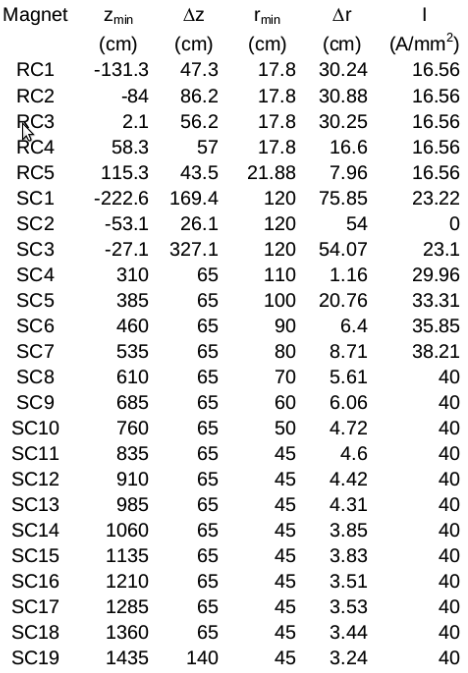 Magnet zmin Δz rmin Δr I
(cm) (cm) (cm) (cm) (A/mm²)
RC1 -131.3 47.3 17.8 30.24 16.56
RC2 -84 86.2 17.8 30.88 16.56
RC3 2.1 56.2 17.8 30.25 16.56
RC4 58.3 57 17.8 16.6 16.56
RC5 115.3 43.5 21.88 7.96 16.56
SC1 -222.6 169.4 120 75.85 23.22
SC2 -53.1 26.1 120 54 0
SC3 -27.1 327.1 120 54.07 23.1
SC4 310 65 110 1.16 29.96
SC5 385 65 100 20.76 33.31
SC6 460 65 90 6.4 35.85
SC7 535 65 80 8.71 38.21
SC8 610 65 70 5.61 40
SC9 685 65 60 6.06 40
SC10 760 65 50 4.72 40
SC11 835 65 45 4.6 40
SC12 910 65 45 4.42 40
SC13 985 65 45 4.31 40
SC14 1060 65 45 3.85 40
SC15 1135 65 45 3.83 40
SC16 1210 65 45 3.51 40
SC17 1285 65 45 3.53 40
SC18 1360 65 45 3.44 40
SC19 1435 140 45 3.24 40